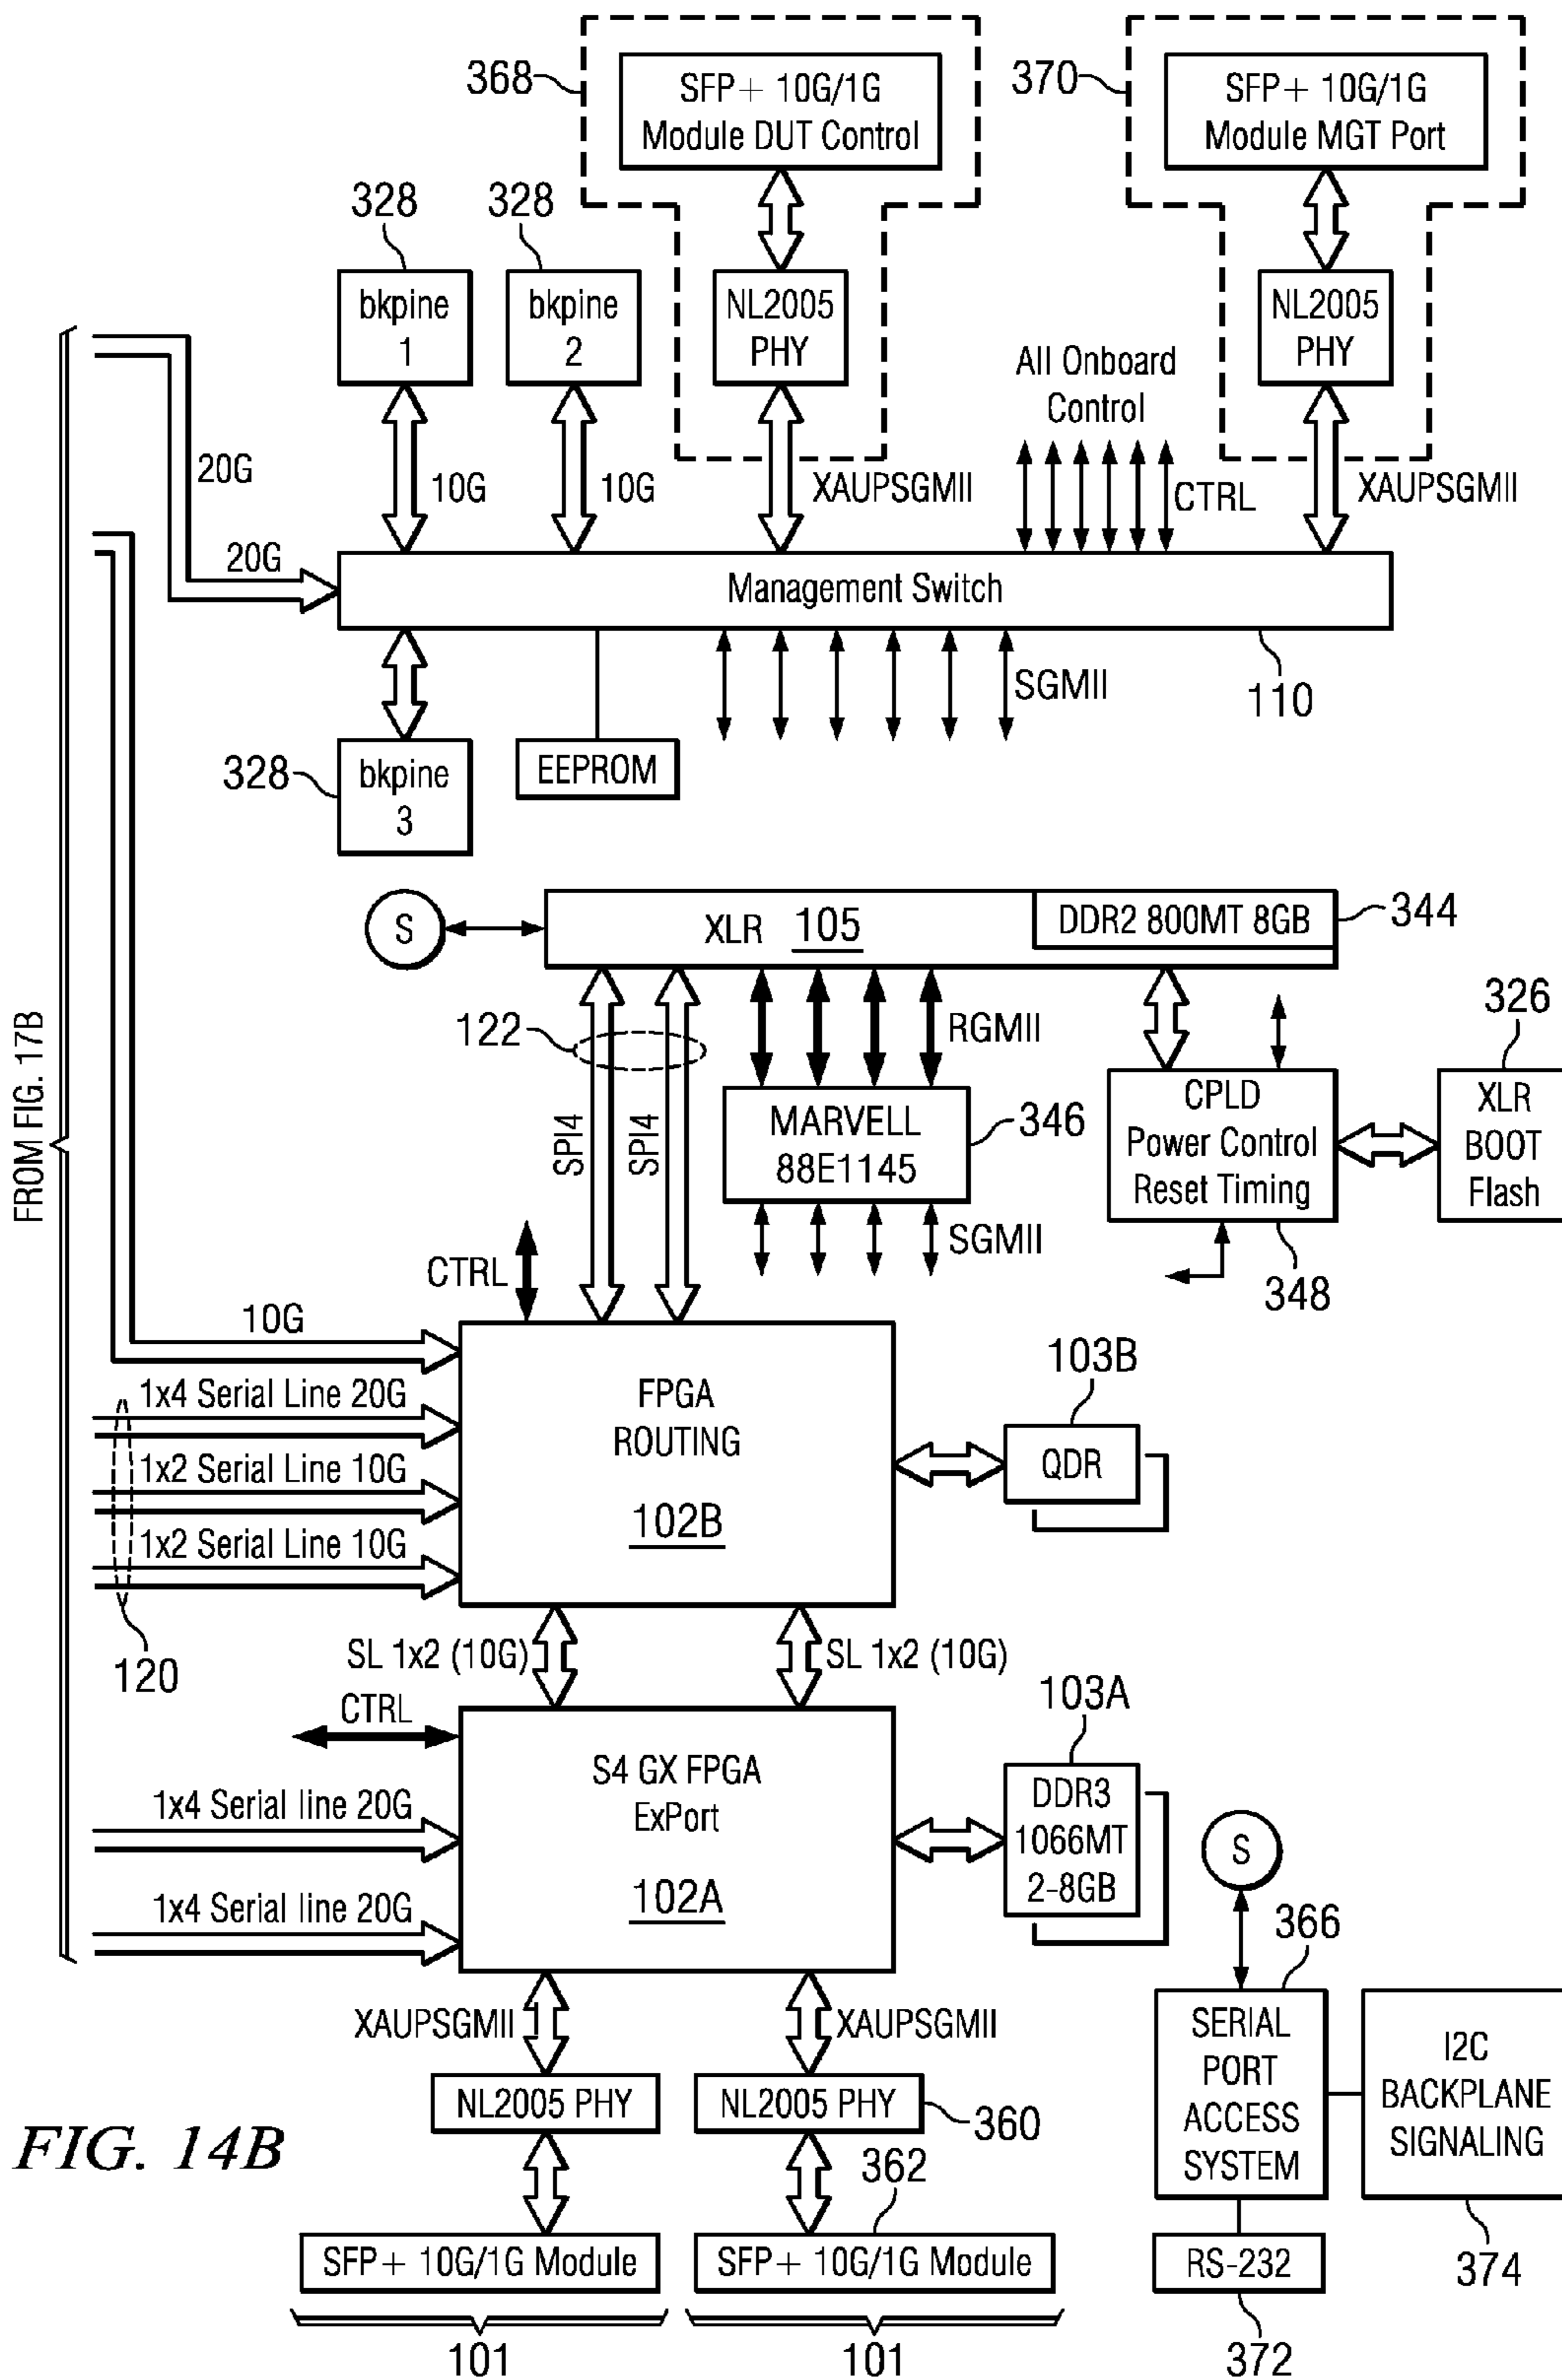 368
SFP+ 10G/1G
Module DUT Control
370
SFP+ 10G/1G
Module MGT Port
328
328
bkpine
1
bkpine
2
NL2005
PHY
All Onboard
Control
NL2005
PHY
20G
10G
10G
XAUPSGMII
CTRL
XAUPSGMII
20G
Management Switch
SGMII
110
328
bkpine
3
EEPROM
S
XLR 105
DDR2 800MT 8GB
344
122
RGMII
326
FROM FIG. 17B
SPI4
SPI4
MARVELL
88E1145
346
CPLD
Power Control
Reset Timing
XLR
BOOT
Flash
SGMII
CTRL
348
10G
103B
1x4 Serial Line 20G
FPGA
ROUTING
102B
QDR
1x2 Serial Line 10G
1x2 Serial Line 10G
120
SL 1x2 (10G)
SL 1x2 (10G)
103A
CTRL
S4 GX FPGA
ExPort
102A
DDR3
1066MT
2-8GB
1x4 Serial line 20G
S
1x4 Serial line 20G
366
XAUPSGMII
XAUPSGMII
SERIAL
PORT
ACCESS
SYSTEM
I2C
BACKPLANE
SIGNALING
NL2005 PHY
NL2005 PHY
360
FIG. 14B
362
SFP+ 10G/1G Module
SFP+ 10G/1G Module
RS-232
374
101
101
372